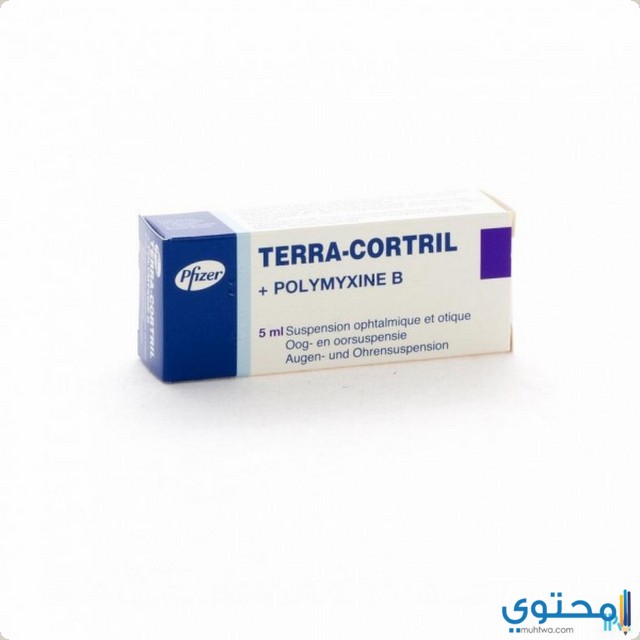 Pfizer
TERRA-CORTRIL
TERRA-CORTRIL
+ POLYMYXINE B
5 ml Suspension ophtalmique et otique
Oog- en oorsuspensie
Augen- und Ohrensuspension
محتوي
muhtwa.com